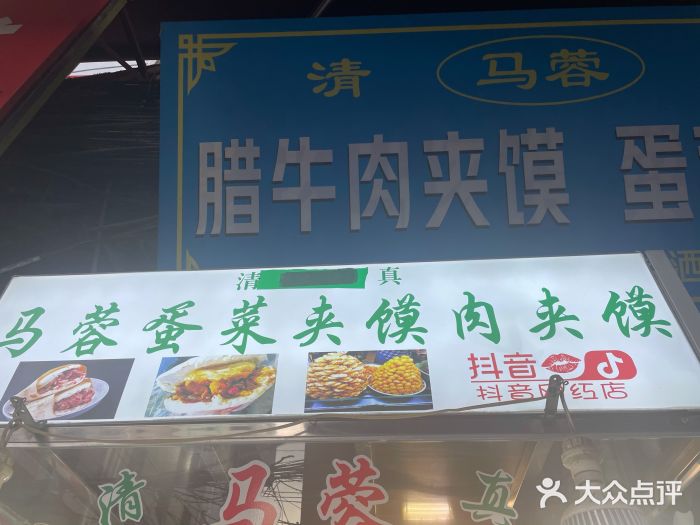 清 马蓉
腊牛肉夹馍 蛋
清 真
马蓉蛋菜夹馍肉夹馍
抖音
抖音网红店
清 马蓉 真
大众点评